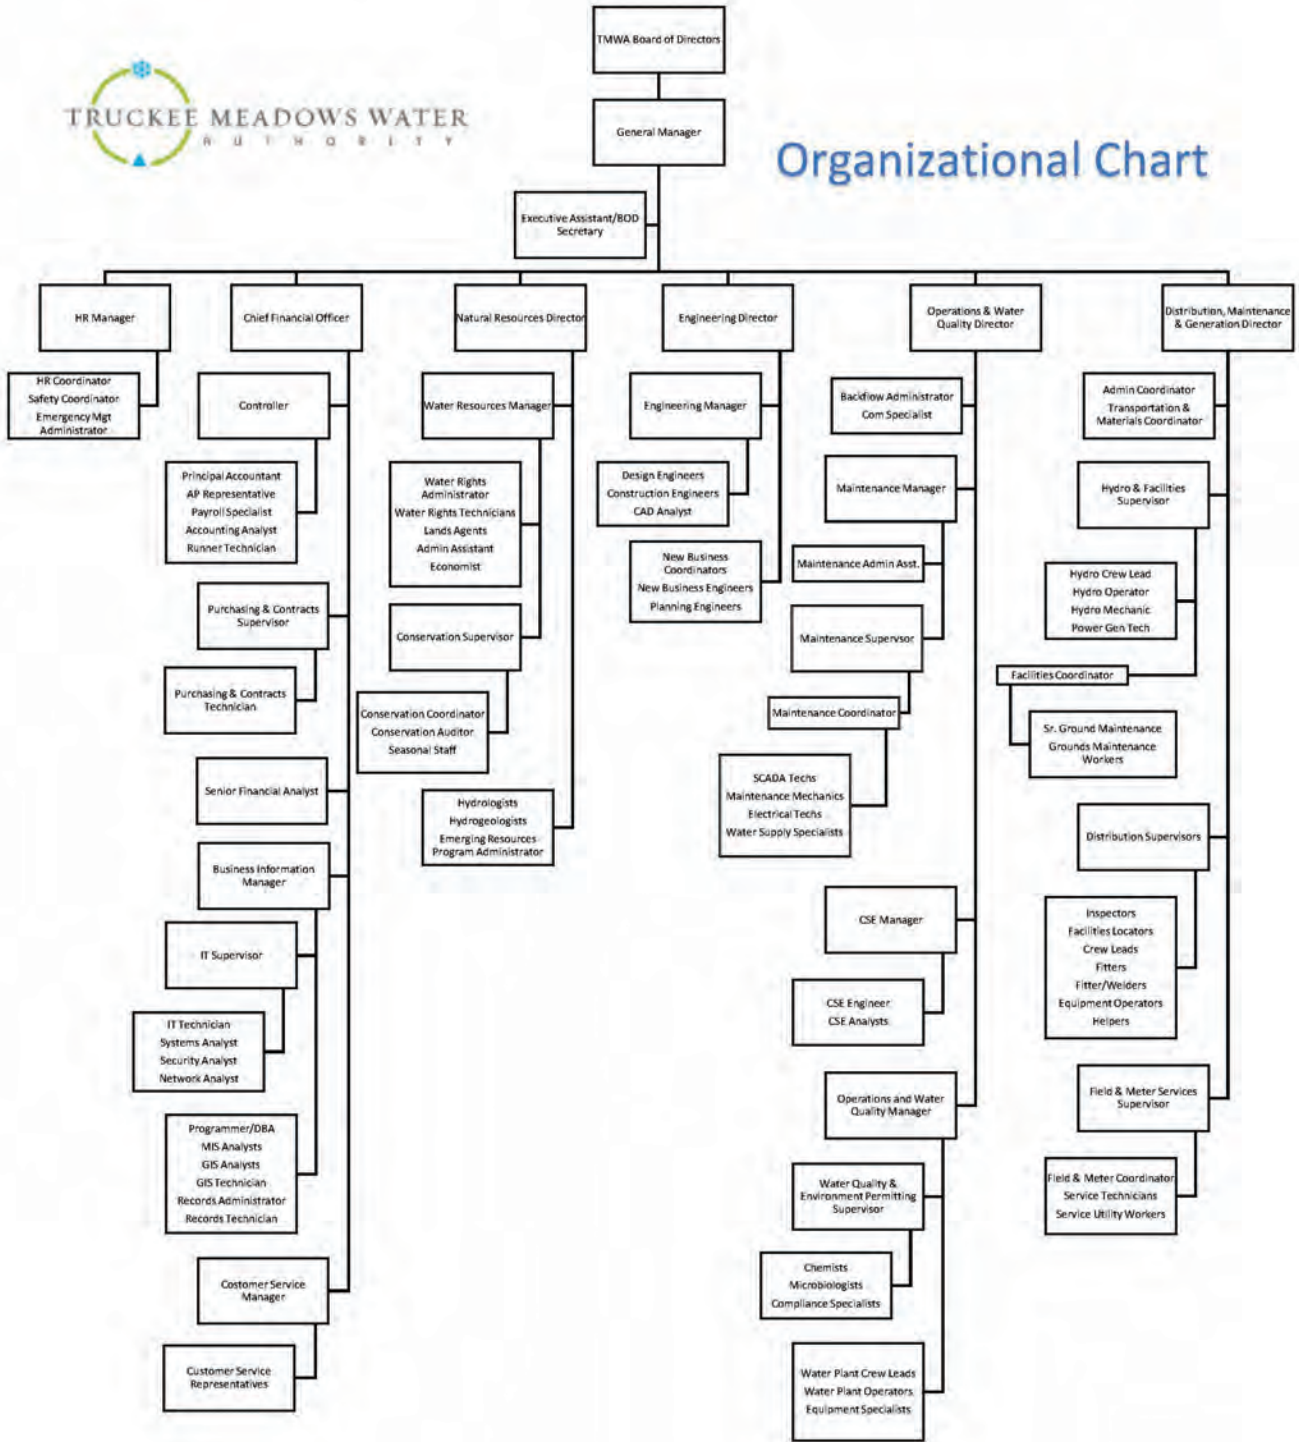 TMWA Board of Directors
TRUCKEE MEADOWS WATER
AUTHORITY
General Manager
Organizational Chart
Executive Assistant/BOD
Secretary
HR Manager
Chief Financial Officer
Natural Resources Director
Engineering Director
Operations & Water
Quality Director
Distribution, Maintenance
& Generation Director
HR Coordinator
Safety Coordinator
Emergency Mgt
Administrator
Controller
Principal Accountant
AP Representative
Payroll Specialist
Accounting Analyst
Runner Technician
Purchasing & Contracts
Supervisor
Purchasing & Contracts
Technician
Senior Financial Analyst
Business Information
Manager
IT Supervisor
IT Technician
Systems Analyst
Security Analyst
Network Analyst
Programmer/DBA
MIS Analysts
GIS Analysts
GIS Technician
Records Administrator
Records Technician
Costomer Service
Manager
Customer Service
Representatives
Water Resources Manager
Water Rights
Administrator
Water Rights Technicians
Lands Agents
Admin Assistant
Economist
Conservation Supervisor
Conservation Coordinator
Conservation Auditor
Seasonal Staff
Hydrologists
Hydrogeologists
Emerging Resources
Program Administrator
Engineering Manager
Design Engineers
Construction Engineers
CAD Analyst
New Business
Coordinators
New Business Engineers
Planning Engineers
Backflow Administrator
Com Specialist
Maintenance Manager
Maintenance Admin Asst.
Maintenance Supervsor
Maintenance Coordinator
SCADA Techs
Maintenance Mechanics
Electrical Techs
Water Supply Specialists
CSE Manager
CSE Engineer
CSE Analysts
Operations and Water
Quality Manager
Water Quality &
Environment Permitting
Supervisor
Chemists
Microbiologists
Compliance Specialists
Water Plant Crew Leads
Water Plant Operators
Equipment Specialists
Admin Coordinator
Transportation &
Materials Coordinator
Hydro & Facilities
Supervisor
Hydro Crew Lead
Hydro Operator
Hydro Mechanic
Power Gen Tech
Facilities Coordinator
Sr. Ground Maintenance
Grounds Maintenance
Workers
Distribution Supervisors
Inspectors
Facilities Locators
Crew Leads
Fitters
Fitter/Welders
Equipment Operators
Helpers
Field & Meter Services
Supervisor
Field & Meter Coordinator
Service Technicians
Service Utility Workers